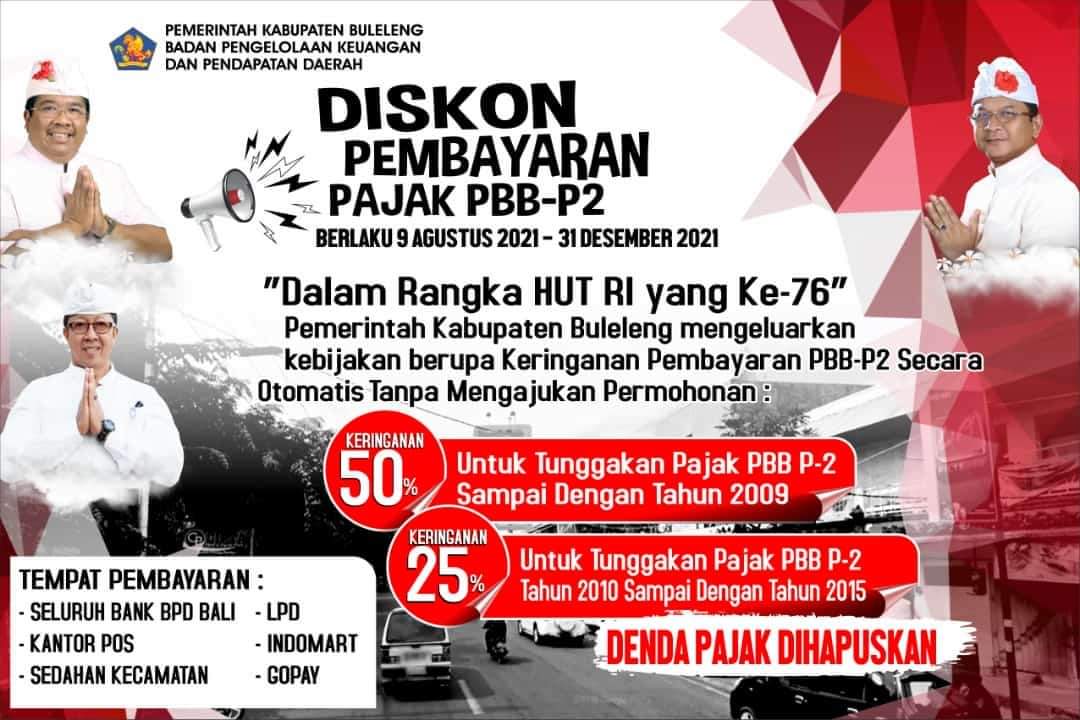 PEMERINTAH KABUPATEN BULELENG
BADAN PENGELOLAAN KEUANGAN
DAN PENDAPATAN DAERAH
DISKON
PEMBAYARAN
PAJAK PBB-P2
BERLAKU 9 AGUSTUS 2021 - 31 DESEMBER 2021
"Dalam Rangka HUT RI yang Ke-76"
Pemerintah Kabupaten Buleleng mengeluarkan
kebijakan berupa Keringanan Pembayaran PBB-P2 Secara
Otomatis Tanpa Mengajukan Permohonan :
KERINGANAN
50%
Untuk Tunggakan Pajak PBB P-2
Sampai Dengan Tahun 2009
KERINGANAN
25%
Untuk Tunggakan Pajak PBB P-2
Tahun 2010 Sampai Dengan Tahun 2015
DENDA PAJAK DIHAPUSKAN
TEMPAT PEMBAYARAN :
- SELURUH BANK BPD BALI
- KANTOR POS
- SEDAHAN KECAMATAN
- LPD
- INDOMART
- GOPAY